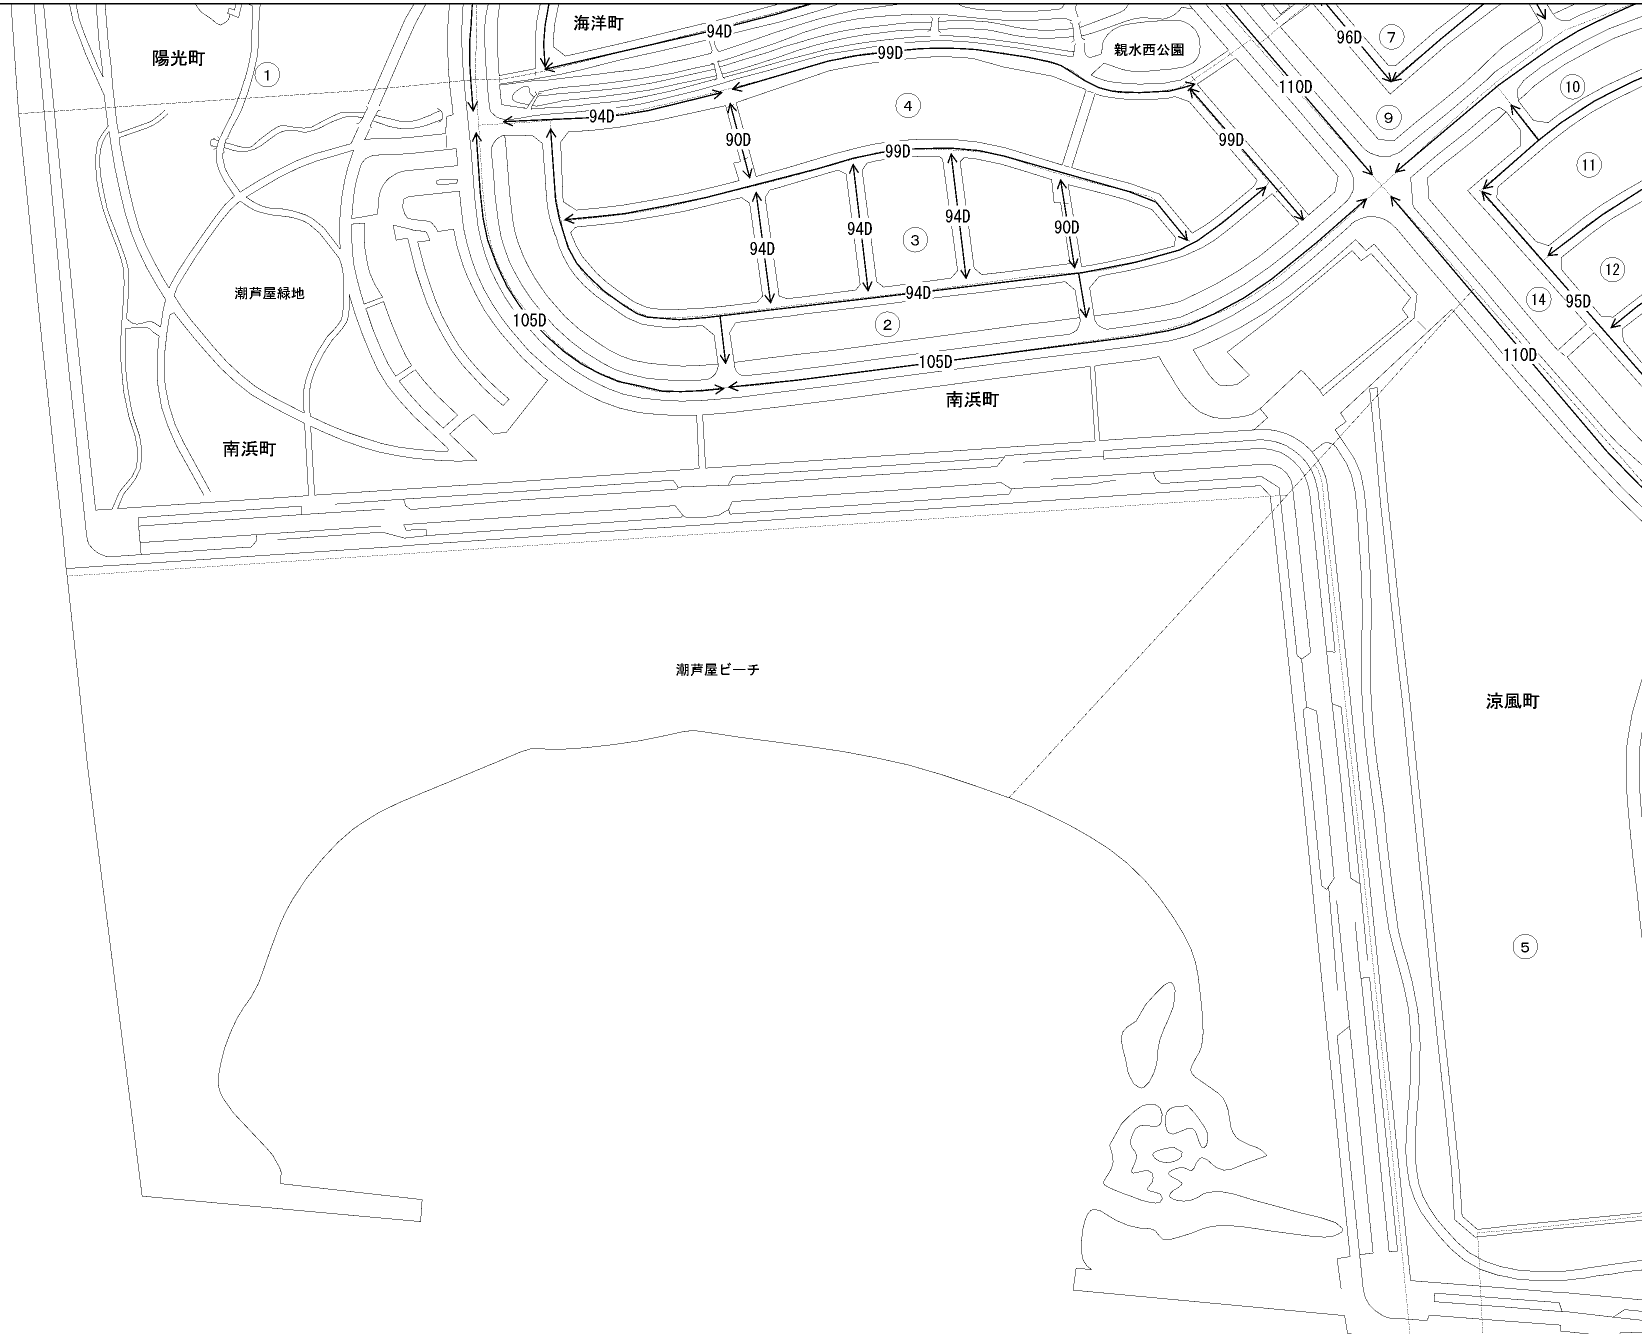 海洋町
94D
96D
⑦
陽光町
①
99D
親水西公園
110D
⑩
④
94D
⑨
90D
99D
99D
⑪
94D
94D
94D
90D
③
⑫
潮芦屋緑地
94D
⑭
95D
105D
②
110D
105D
南浜町
南浜町
潮芦屋ビーチ
涼風町
⑤